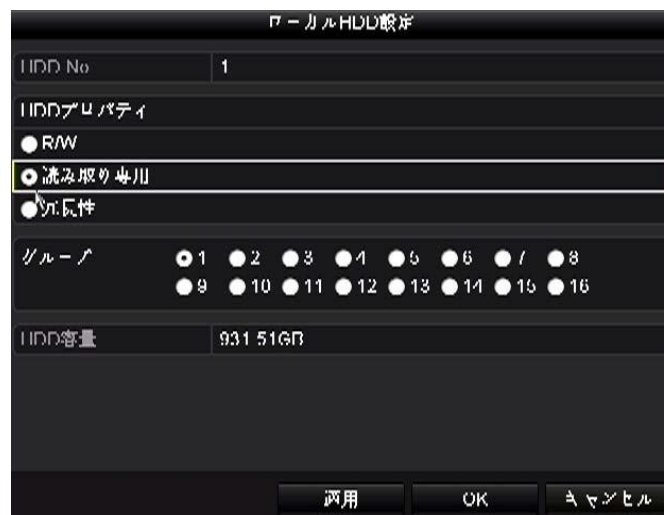 ローカルHDD設定
HDD No 1
HDDプロパティ
R/W
読み取り専用
冗長性
グループ 1 2 3 4 5 6 7 8
9 10 11 12 13 14 15 16
HDD容量 931.51GB
適用 OK キャンセル